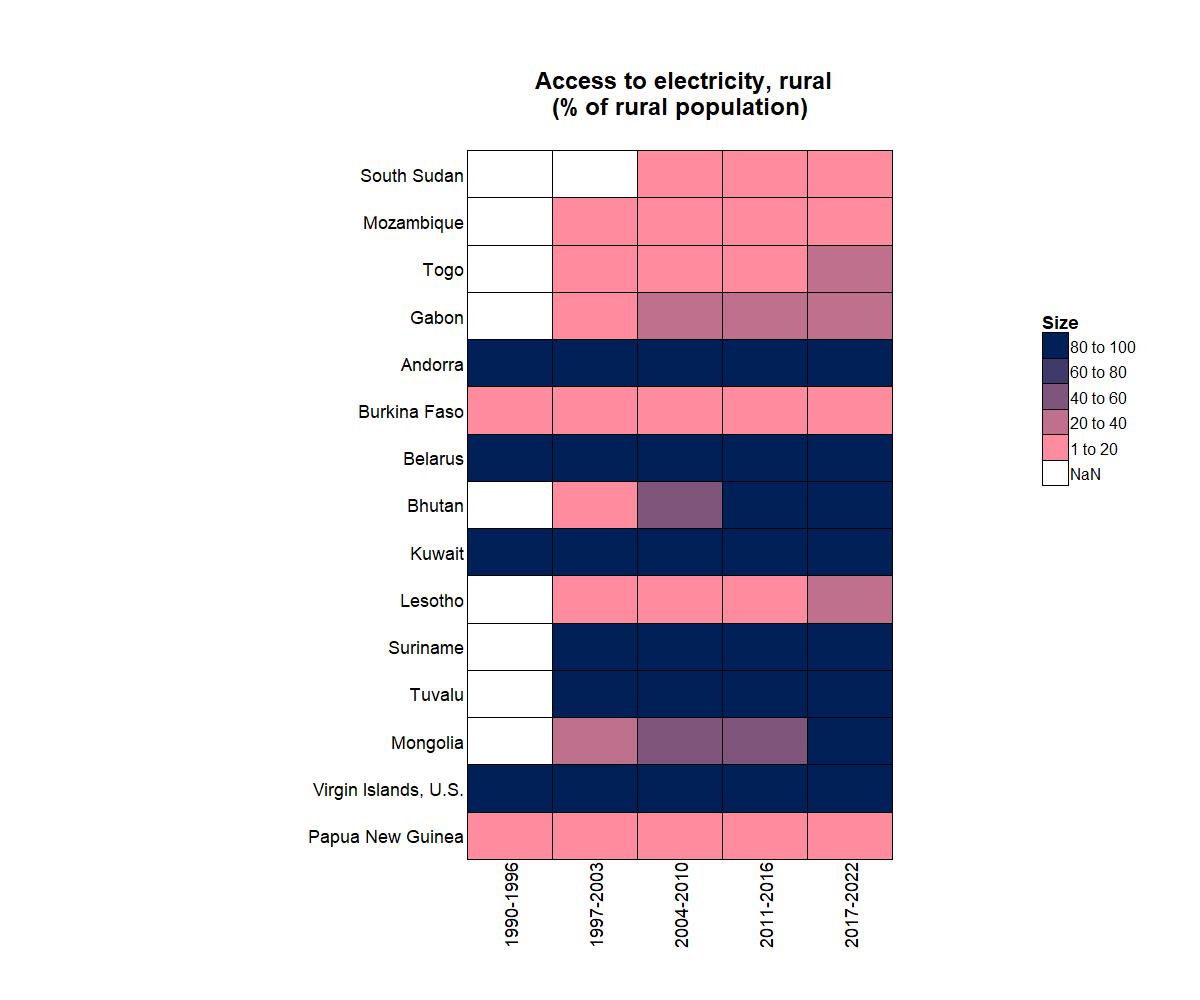 Access to electricity, rural
(% of rural population)
South Sudan
Mozambique
Togo
Gabon
Andorra
Burkina Faso
Belarus
Bhutan
Kuwait
Lesotho
Suriname
Tuvalu
Mongolia
Virgin Islands, U.S.
Papua New Guinea
1990-1996
1997-2003
2004-2010
2011-2016
2017-2022
Size
80 to 100
60 to 80
40 to 60
20 to 40
1 to 20
NaN